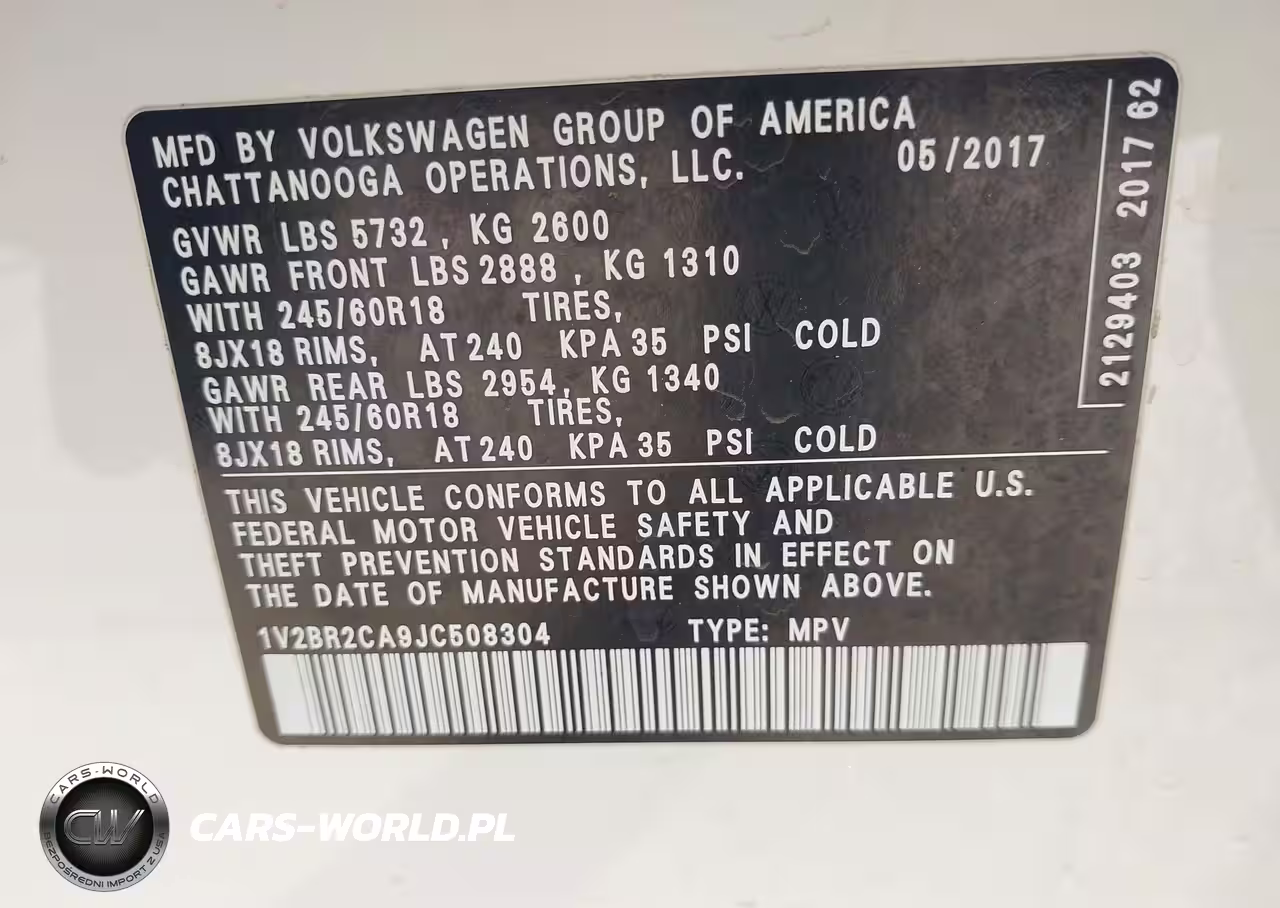 MFD BY VOLKSWAGEN GROUP OF AMERICA
CHATTANOOGA OPERATIONS, LLC. 05/2017
GVWR LBS 5732, KG 2600
GAWR FRONT LBS 2888, KG 1310
WITH 245/60R18 TIRES,
8JX18 RIMS, AT 240 KPA 35 PSI COLD
GAWR REAR LBS 2954, KG 1340
WITH 245/60R18 TIRES,
8JX18 RIMS, AT 240 KPA 35 PSI COLD
THIS VEHICLE CONFORMS TO ALL APPLICABLE U.S.
FEDERAL MOTOR VEHICLE SAFETY AND
THEFT PREVENTION STANDARDS IN EFFECT ON
THE DATE OF MANUFACTURE SHOWN ABOVE.
1V2BR2CA9JC508304 TYPE: MPV
2129403 2017 62
CARS-WORLD
CW
BEZPOŚREDNI IMPORT Z USA
CARS-WORLD.PL